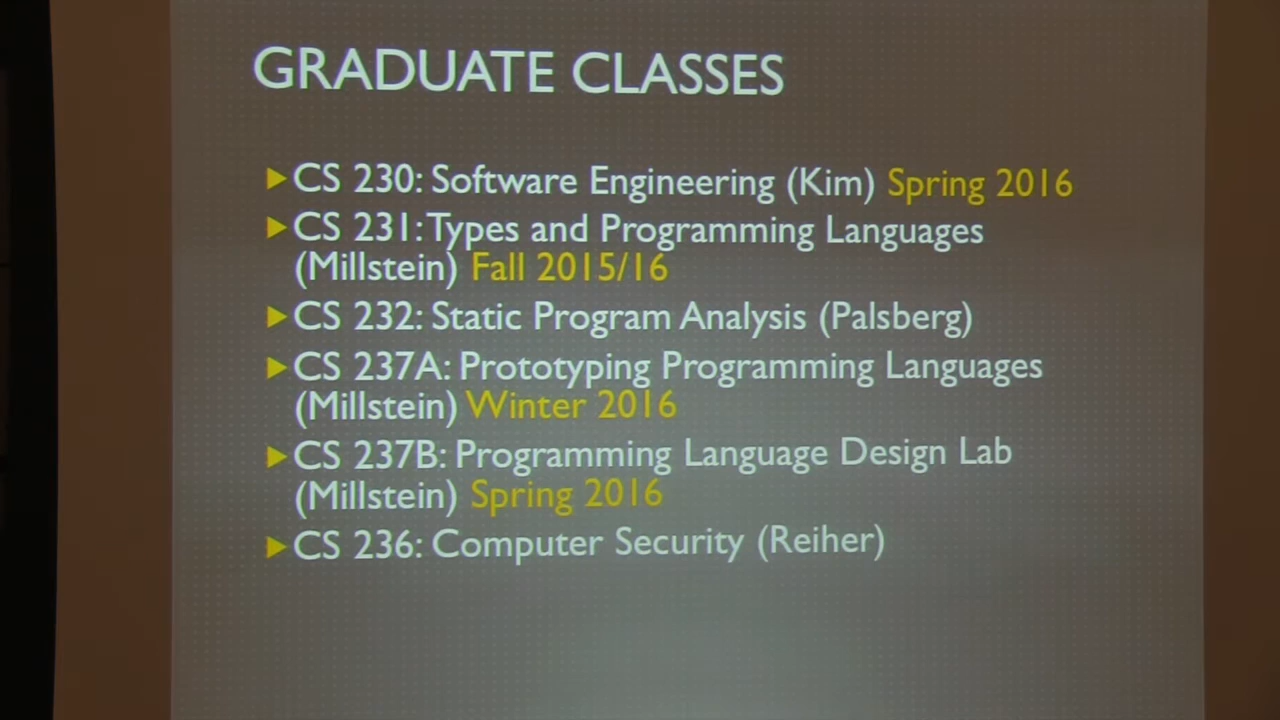 GRADUATE CLASSES
CS 230: Software Engineering (Kim) Spring 2016
CS 231: Types and Programming Languages
(Millstein) Fall 2015/16
CS 232: Static Program Analysis (Palsberg)
CS 237A: Prototyping Programming Languages
(Millstein) Winter 2016
CS 237B: Programming Language Design Lab
(Millstein) Spring 2016
CS 236: Computer Security (Reiher)